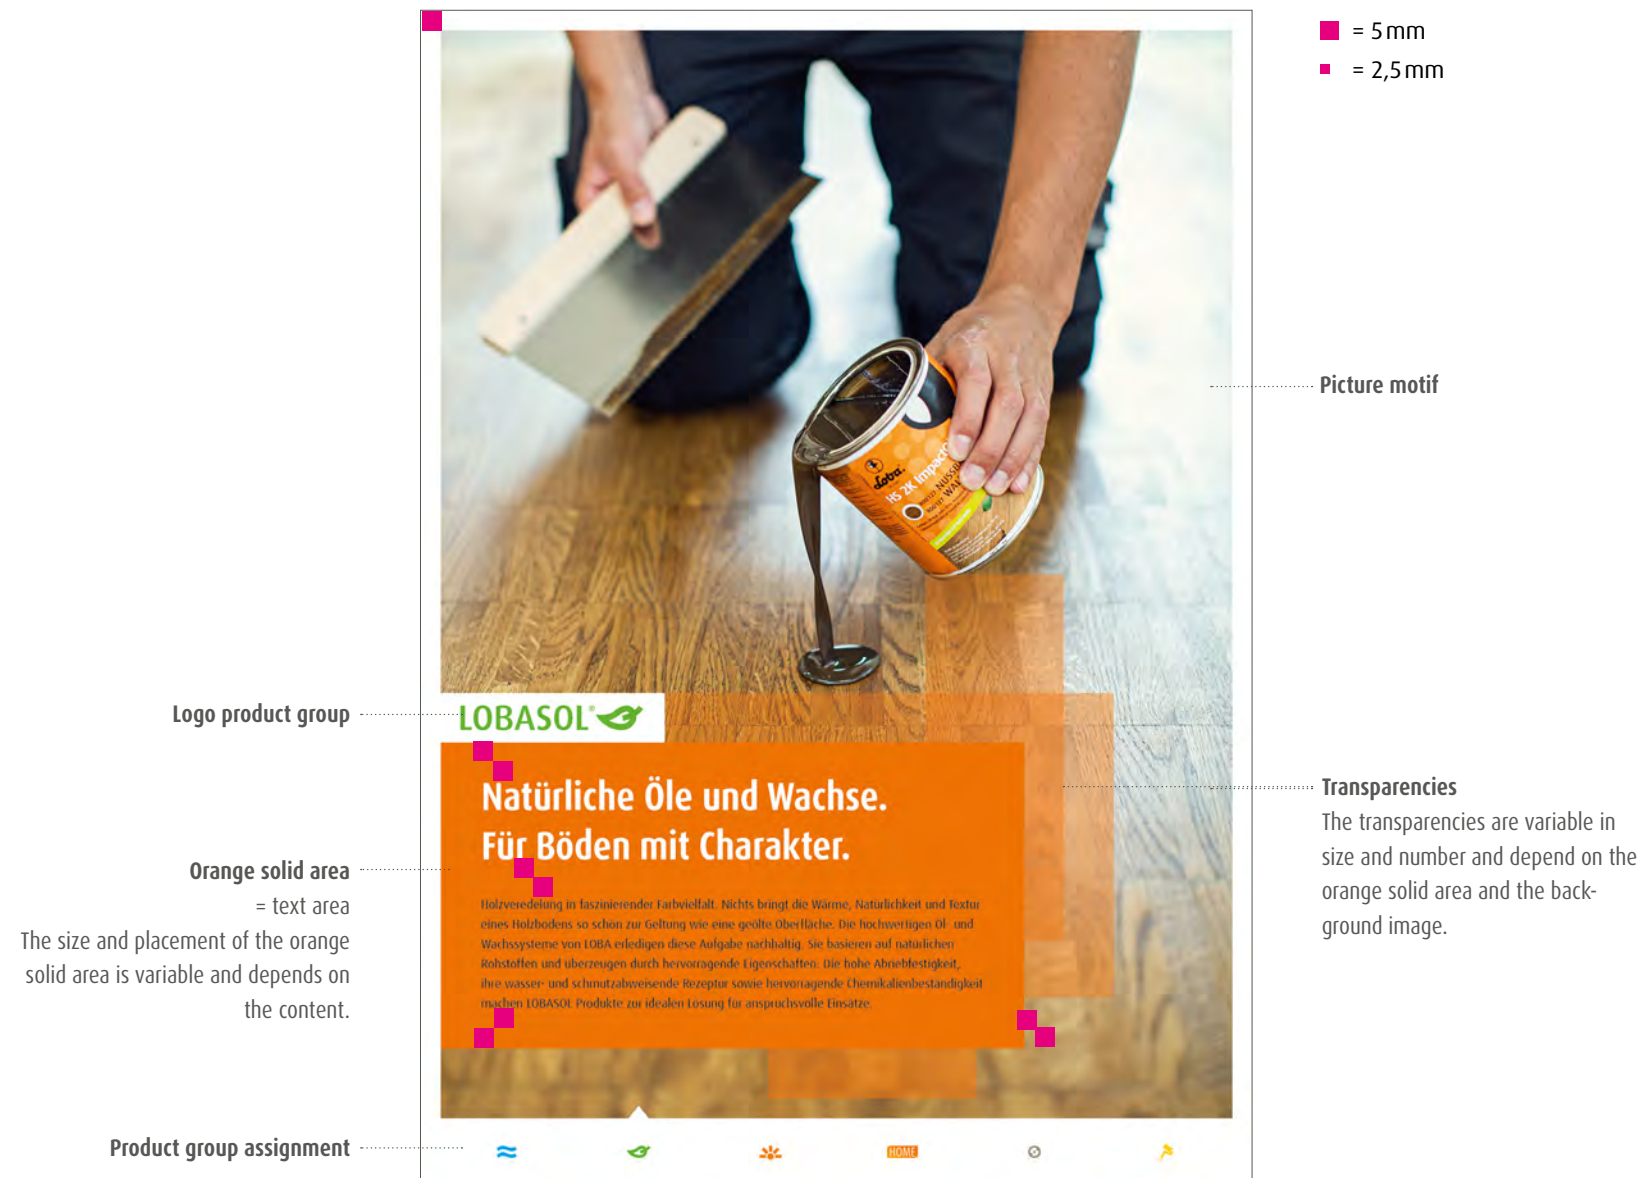 = 5 mm
= 2,5 mm
Loba.
HS 2K Impact
Picture motif
Logo product group
LOBASOL®
Natürliche Öle und Wachse.
Für Böden mit Charakter.
Transparencies
The transparencies are variable in
size and number and depend on the
orange solid area and the back-
ground image.
Orange solid area
= text area
The size and placement of the orange
solid area is variable and depends on
the content.
Holzveredelung in faszinierender Farbvielfalt. Nichts bringt die Wärme, Natürlichkeit und Textur
eines Holzbodens so schön zur Geltung wie eine geölte Oberfläche. Die hochwertigen Öl- und
Wachssysteme von LOBA erledigen diese Aufgabe nachhaltig. Sie basieren auf natürlichen
Rohstoffen und überzeugen durch hervorragende Eigenschaften. Die hohe Abriebfestigkeit,
ihre wasser- und schmutzabweisende Rezeptur sowie hervorragende Chemikalienbeständigkeit
machen LOBASOL Produkte zur idealen Lösung für anspruchsvolle Einsätze.
Product group assignment
HOME